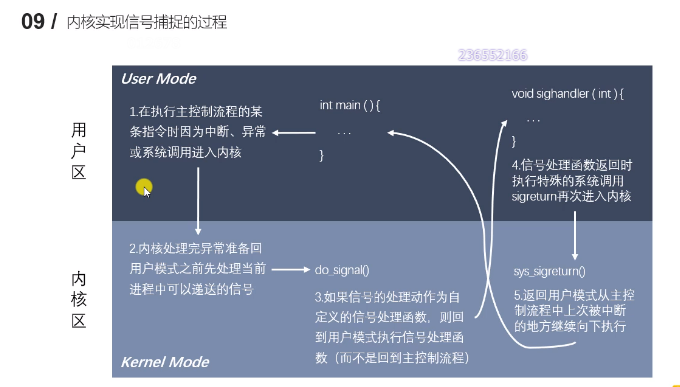 09 / 内核实现信号捕捉的过程
236552166
User Mode
用户区
1.在执行主控制流程的某
条指令时因为中断、异常
或系统调用进入内核
int main ( ) {
...
}
void sighandler ( int ) {
...
}
4.信号处理函数返回时
执行特殊的系统调用
sigreturn再次进入内核
内核区
2.内核处理完异常准备回
用户模式之前先处理当前
进程中可以递送的信号
do_signal()
3.如果信号的处理动作为自
定义的信号处理函数，则回
到用户模式执行信号处理函
数（而不是回到主控制流程）
sys_sigreturn()
5.返回用户模式从主控
制流程中上次被中断
的地方继续向下执行
Kernel Mode